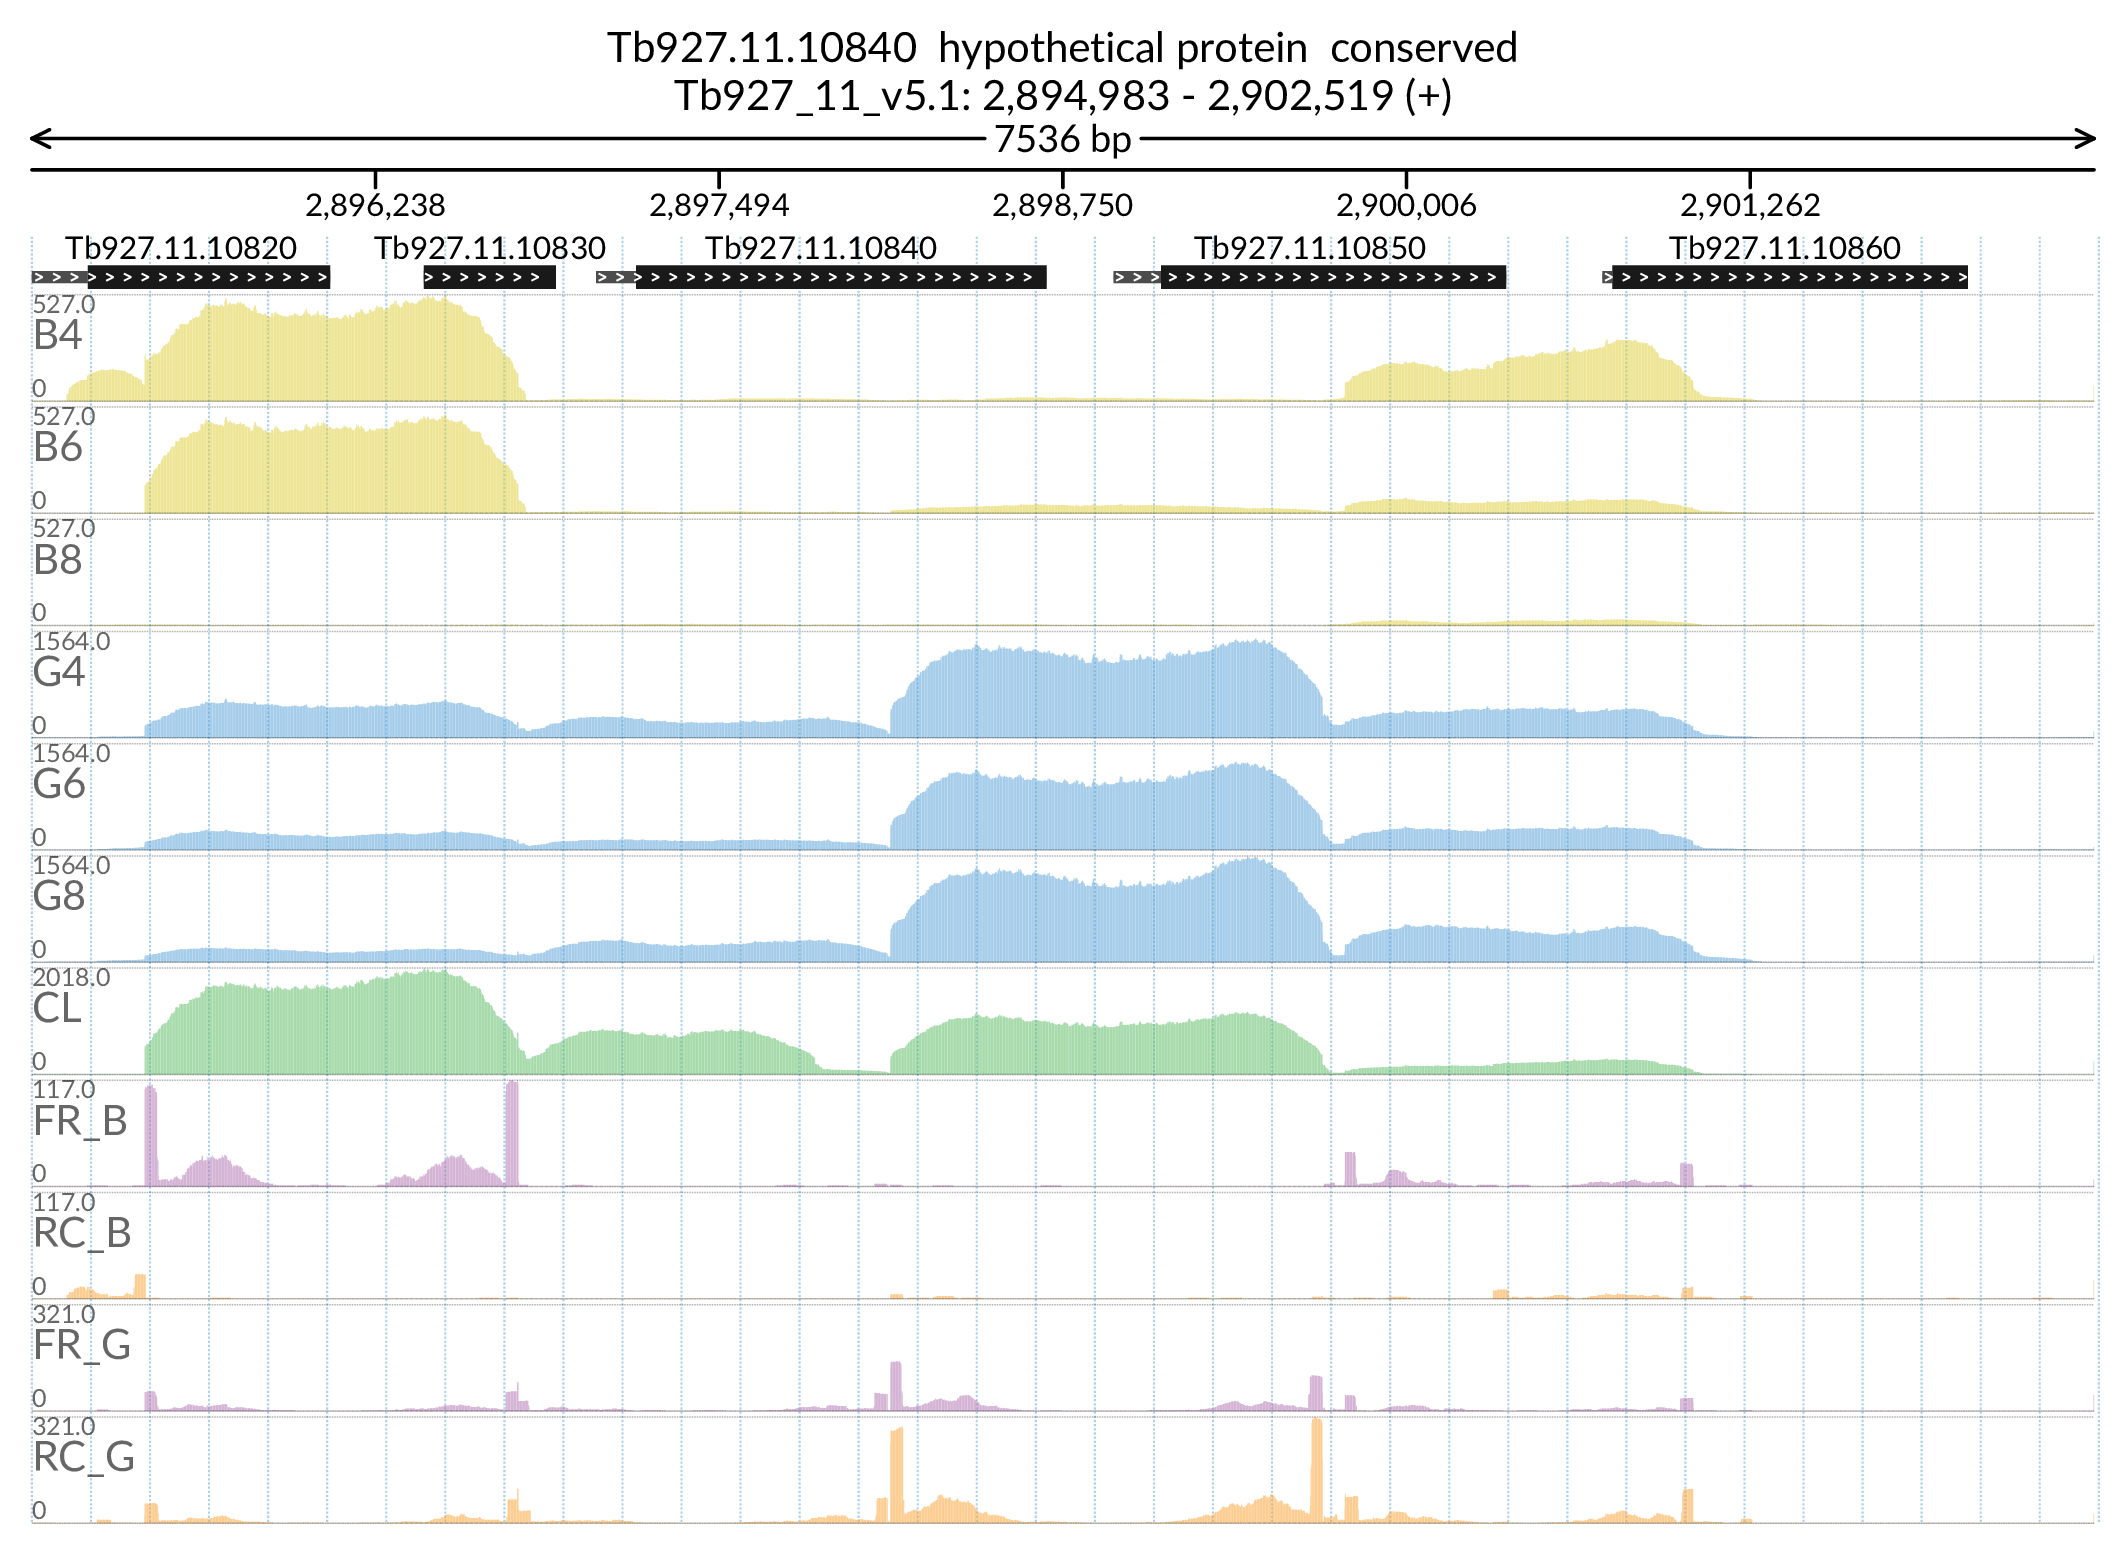 Tb927.11.10840 hypothetical protein conserved
Tb927_11_v5.1: 2,894,983 - 2,902,519 (+)
7536 bp
2,896,238 2,897,494 2,898,750 2,900,006 2,901,262
Tb927.11.10820 Tb927.11.10830 Tb927.11.10840 Tb927.11.10850 Tb927.11.10860
527.0
B4
0
527.0
B6
0
527.0
B8
0
1564.0
G4
0
1564.0
G6
0
1564.0
G8
0
2018.0
CL
0
117.0
FR_B
0
117.0
RC_B
0
321.0
FR_G
0
321.0
RC_G
0